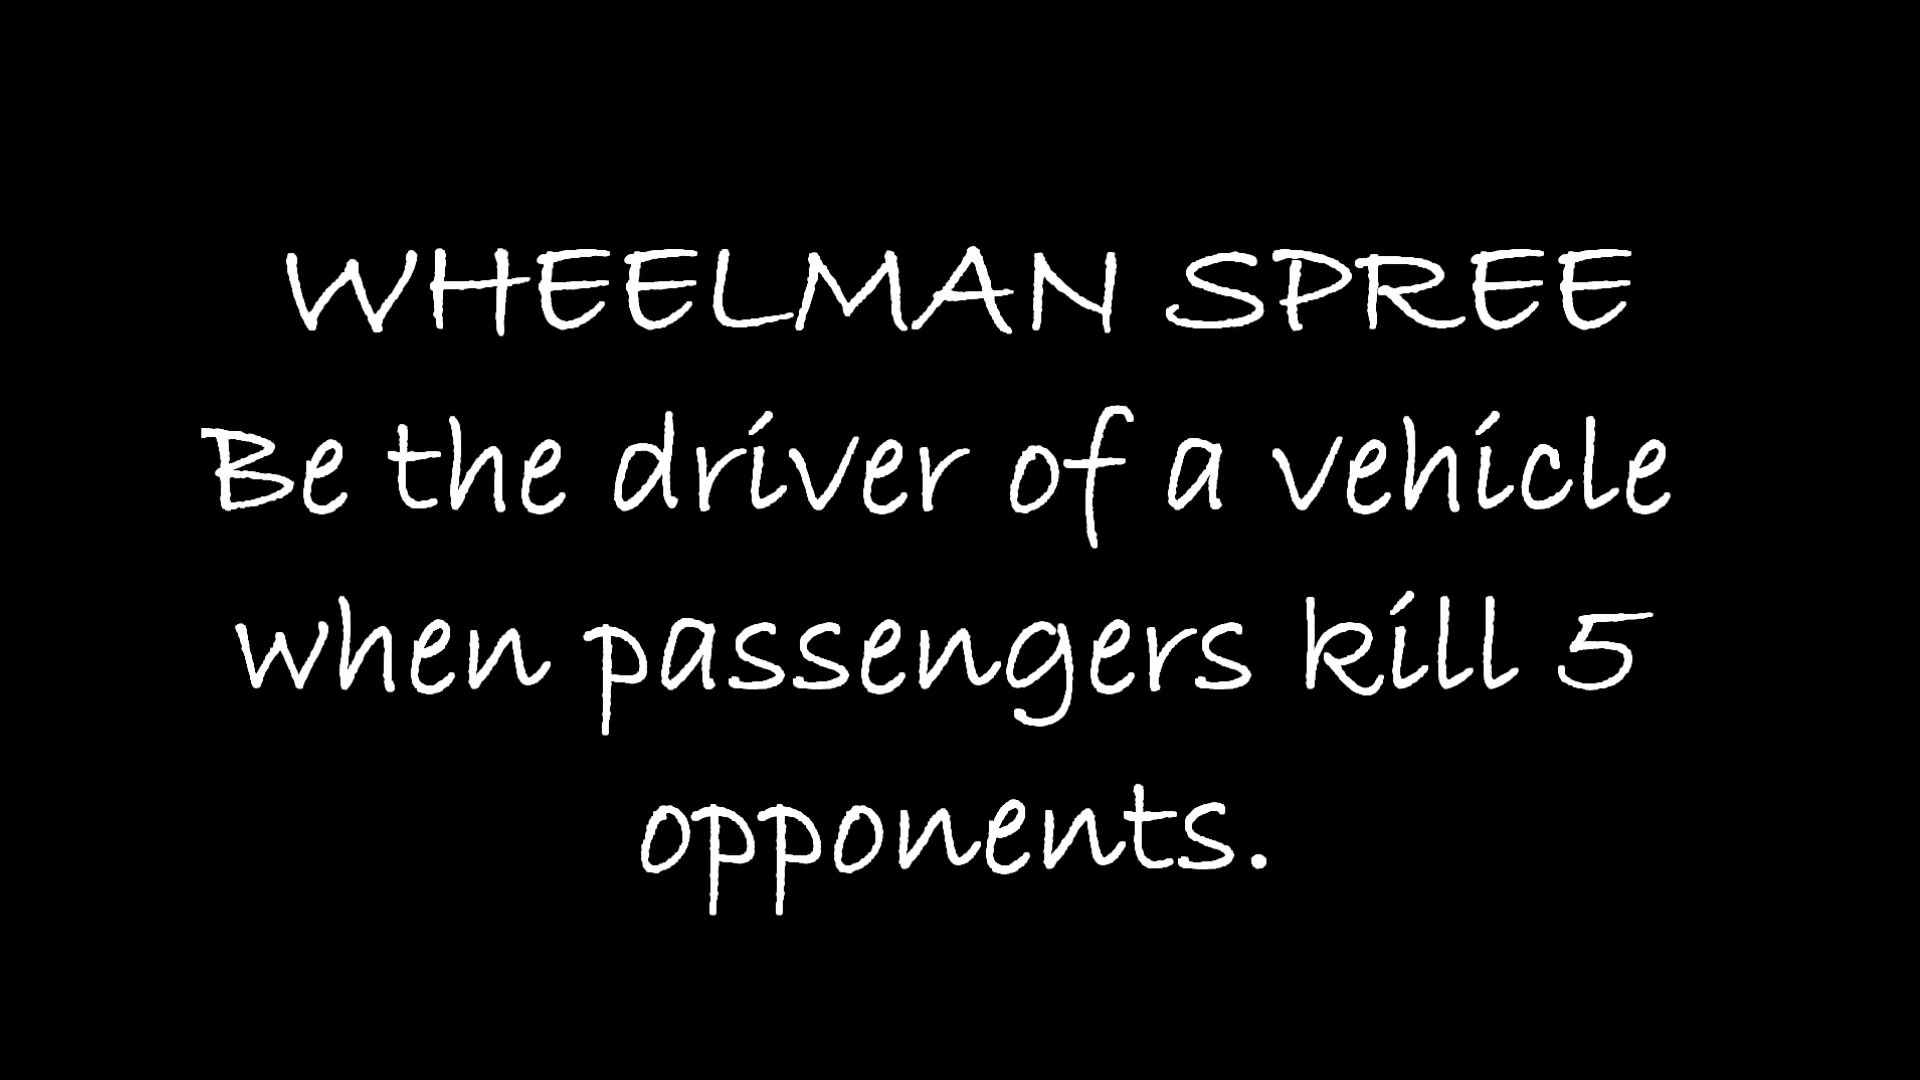 WHEELMAN SPREE
Be the driver of a vehicle
when passengers kill 5
opponents.